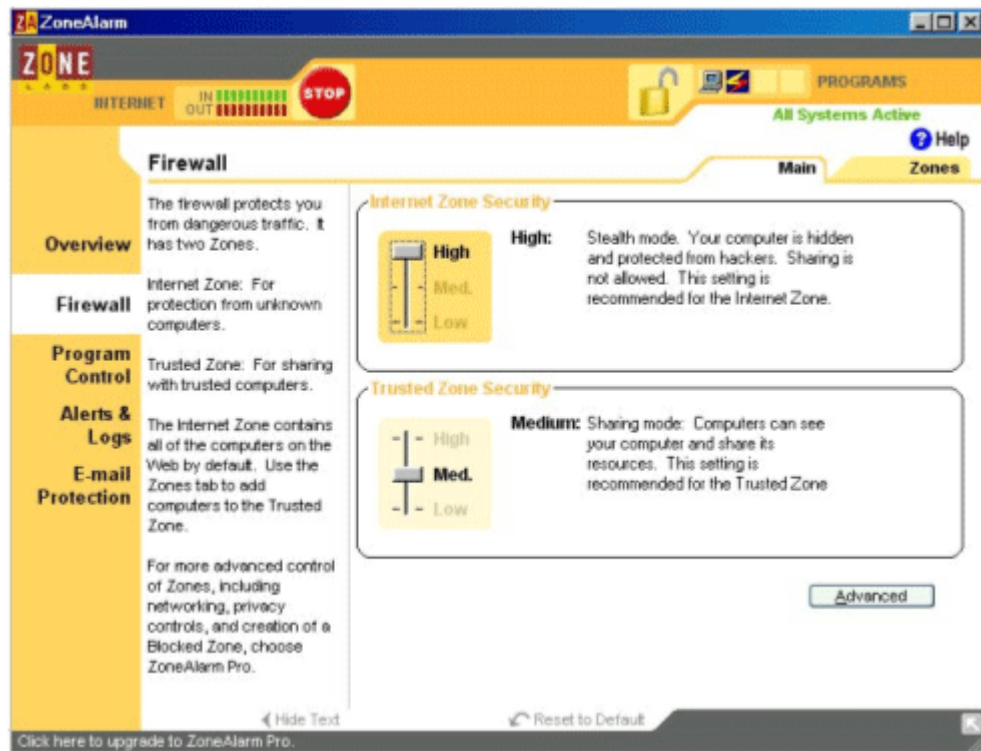 ZA ZoneAlarm
ZONE
LABS
INTERNET
IN
OUT
STOP
PROGRAMS
All Systems Active
? Help
Firewall
Main
Zones
Overview
Firewall
Program
Control
Alerts &
Logs
E-mail
Protection
The firewall protects you
from dangerous traffic. It
has two Zones.
Internet Zone: For
protection from unknown
computers.
Trusted Zone: For sharing
with trusted computers.
The Internet Zone contains
all of the computers on the
Web by default. Use the
Zones tab to add
computers to the Trusted
Zone.
For more advanced control
of Zones, including
networking, privacy
controls, and creation of a
Blocked Zone, choose
ZoneAlarm Pro.
Internet Zone Security
High
Med.
Low
High: Stealth mode. Your computer is hidden
and protected from hackers. Sharing is
not allowed. This setting is
recommended for the Internet Zone.
Trusted Zone Security
High
Med.
Low
Medium: Sharing mode: Computers can see
your computer and share its
resources. This setting is
recommended for the Trusted Zone
Advanced
Hide Text
Reset to Default
Click here to upgrade to ZoneAlarm Pro.